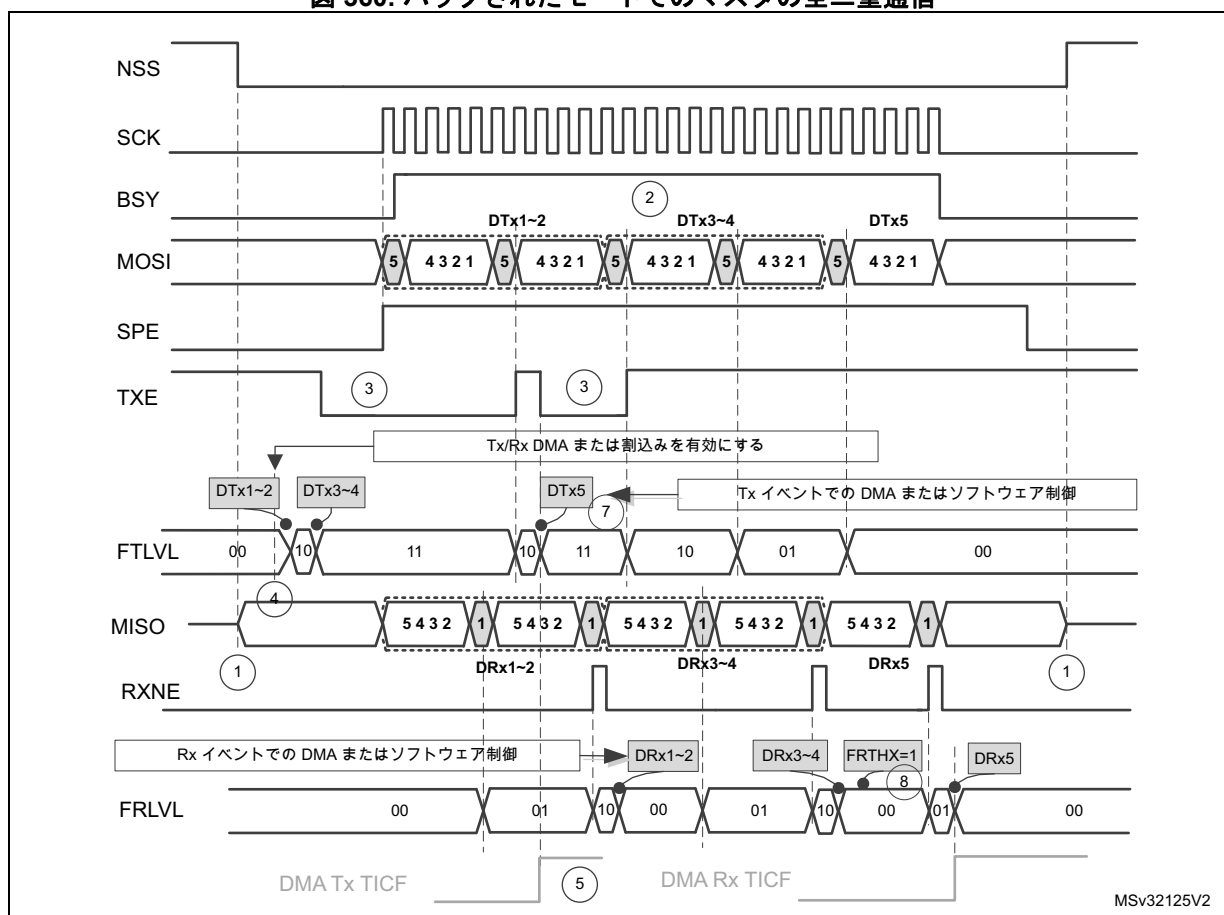 NSS
SCK
BSY
2
DTx1~2
DTx3~4
DTx5
MOSI
5 4 3 2 1 5 4 3 2 1 5 4 3 2 1 5 4 3 2 1 5 4 3 2 1
SPE
TXE
3
3
Tx/Rx DMA または割込みを有効にする
DTx1~2
DTx3~4
DTx5
7
Tx イベントでの DMA またはソフトウェア制御
FTLVL
00 10 11 10 11 10 01 00
4
MISO
5 4 3 2 1 5 4 3 2 1 5 4 3 2 1 5 4 3 2 1 5 4 3 2 1
1
DRx1~2
DRx3~4
DRx5
1
RXNE
Rx イベントでの DMA またはソフトウェア制御
DRx1~2
DRx3~4
FRTHX=1
8
DRx5
FRLVL
00 01 10 00 01 10 00 01 00
DMA Tx TICF
5
DMA Rx TICF
MSv32125V2